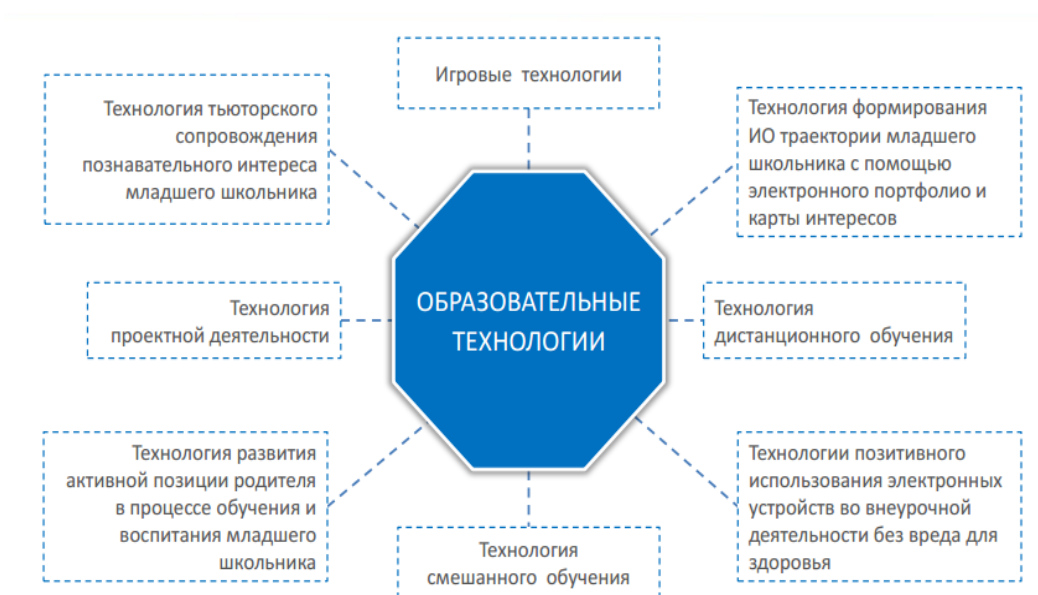 Игровые технологии
Технология тьюторского
сопровождения
познавательного интереса
младшего школьника
Технология формирования
ИО траектории младшего
школьника с помощью
электронного портфолио и
карты интересов
ОБРАЗОВАТЕЛЬНЫЕ
ТЕХНОЛОГИИ
Технология
проектной деятельности
Технология
дистанционного обучения
Технология развития
активной позиции родителя
в процессе обучения и
воспитания младшего
школьника
Технологии позитивного
использования электронных
устройств во внеурочной
деятельности без вреда для
здоровья
Технология
смешанного обучения